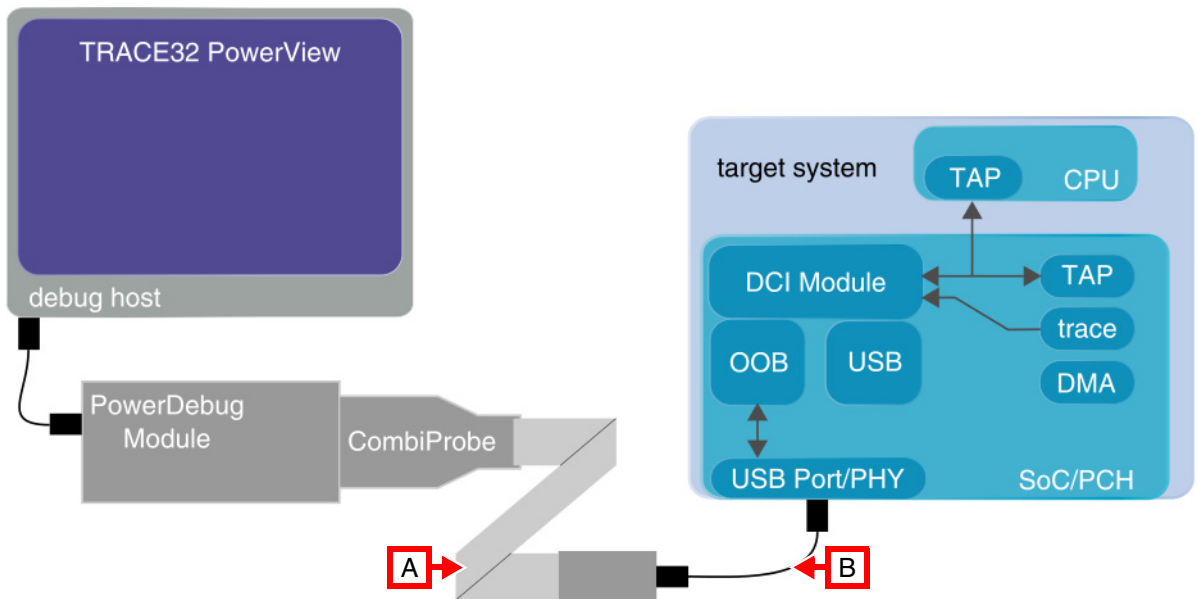 TRACE32 PowerView
debug host
PowerDebug
Module
CombiProbe
A
B
target system
TAP
CPU
DCI Module
TAP
trace
OOB
USB
DMA
USB Port/PHY
SoC/PCH